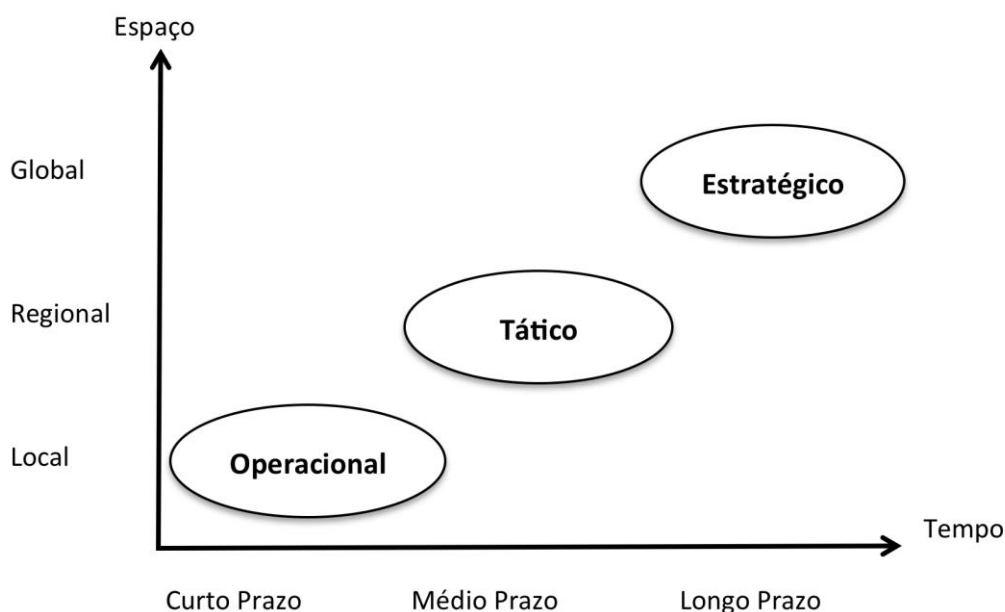 Espaço
Global
Estratégico
Regional
Tático
Local
Operacional
Tempo
Curto Prazo
Médio Prazo
Longo Prazo